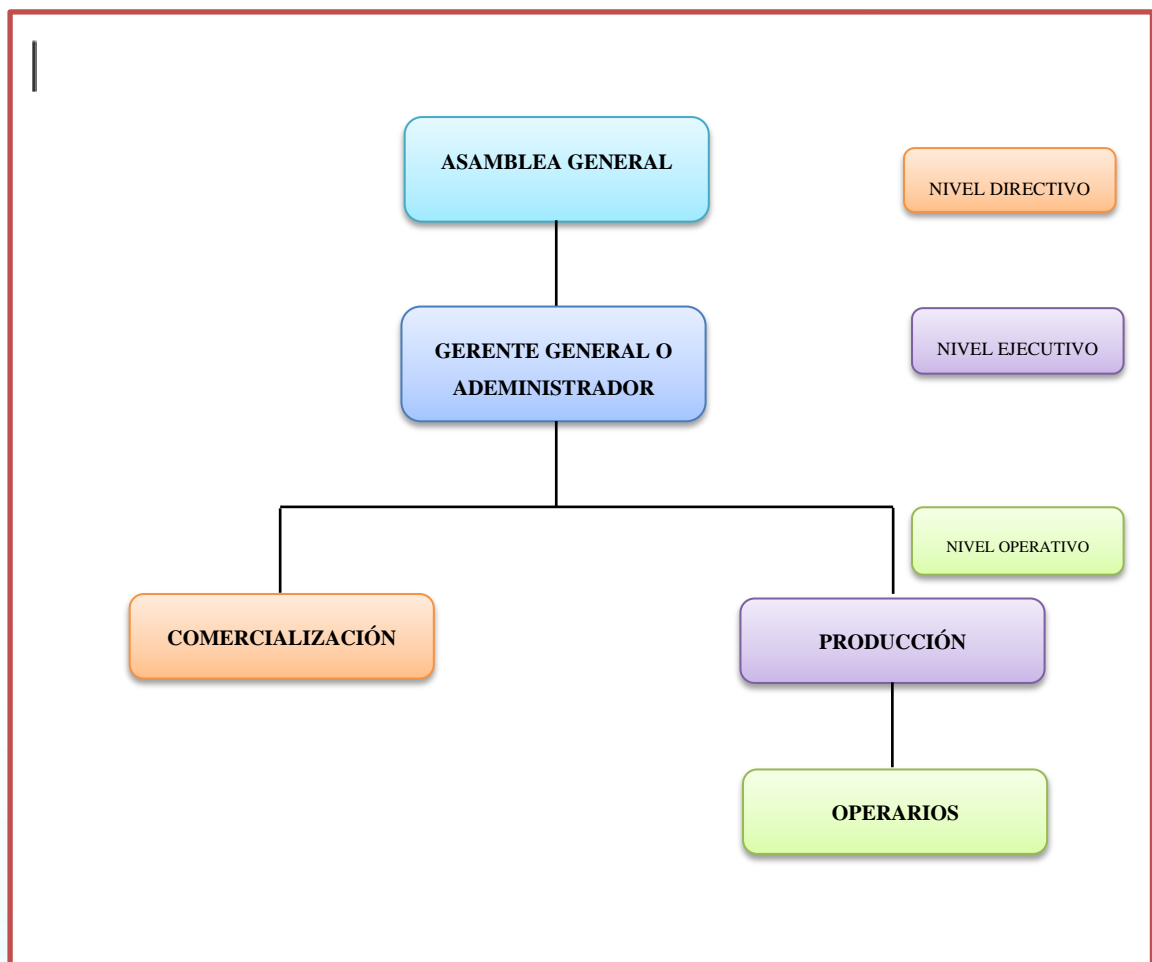 ASAMBLEA GENERAL
NIVEL DIRECTIVO
GERENTE GENERAL O
ADEMINISTRADOR
NIVEL EJECUTIVO
NIVEL OPERATIVO
COMERCIALIZACIÓN
PRODUCCIÓN
OPERARIOS